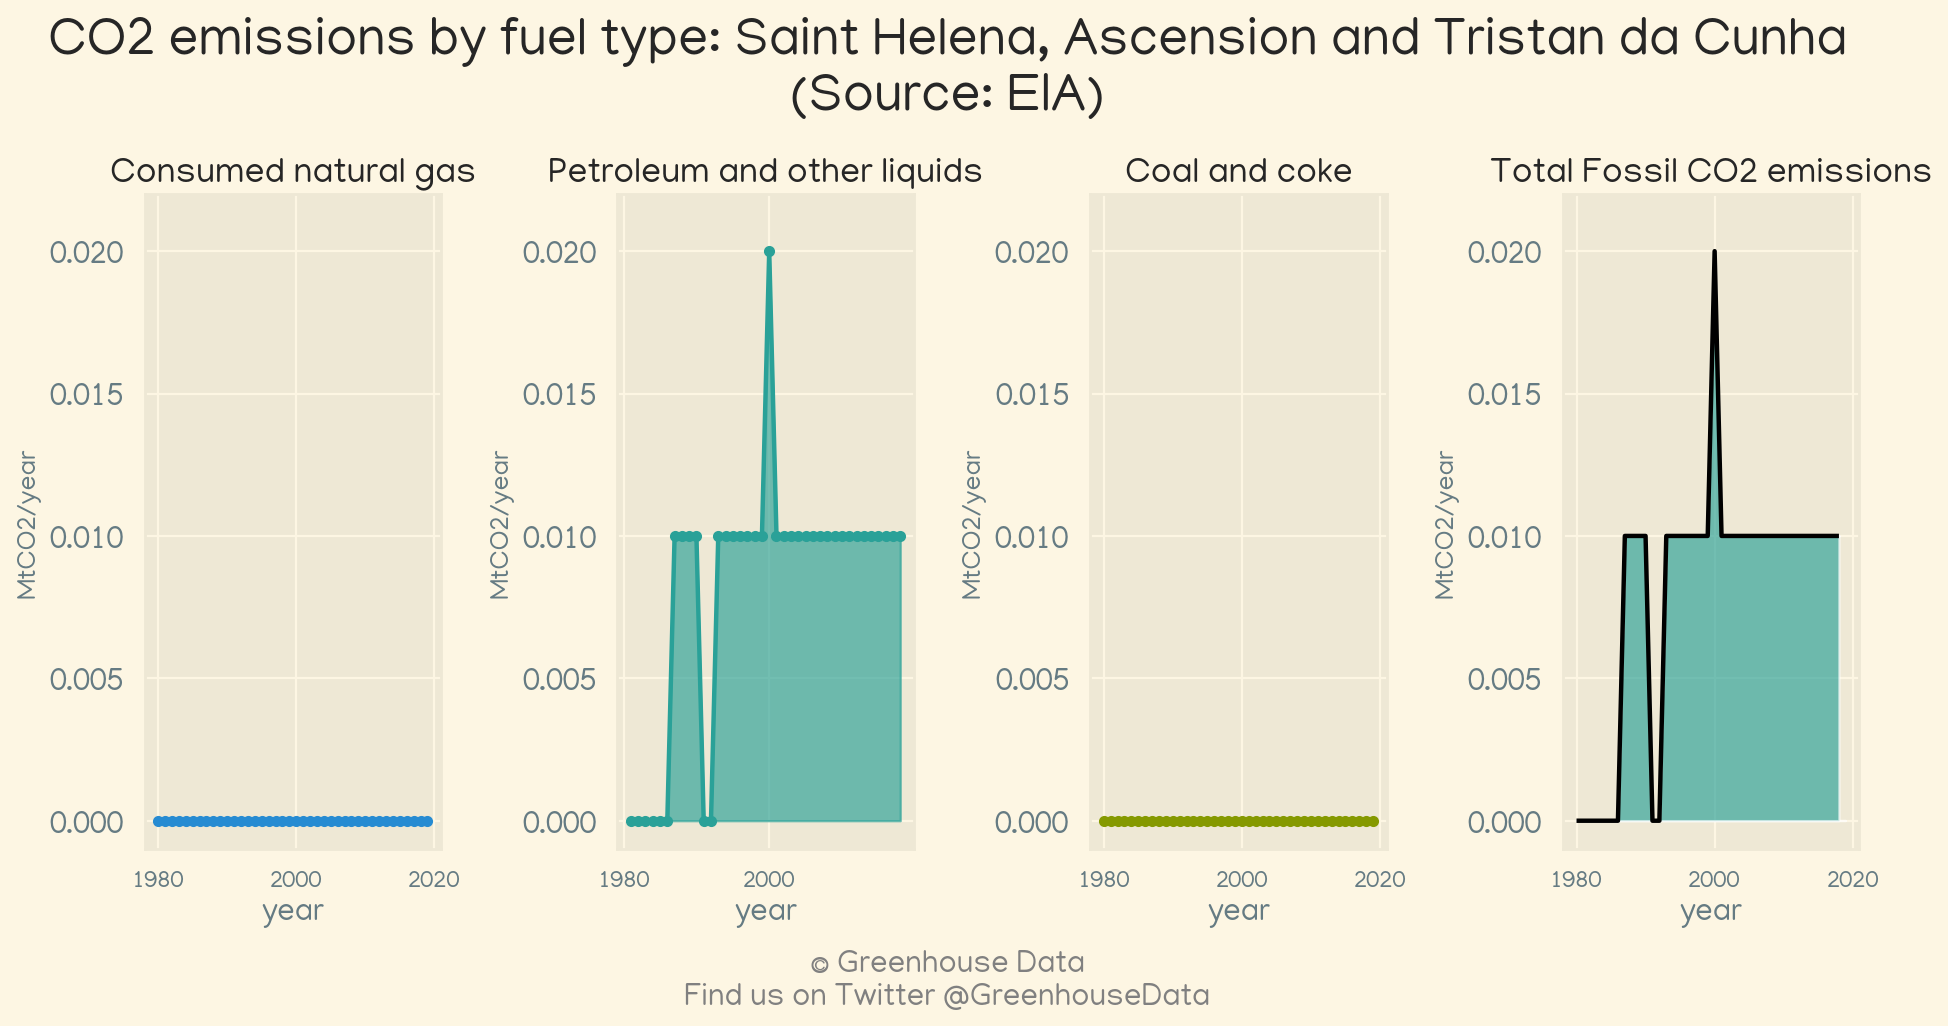 CO2 emissions by fuel type: Saint Helena, Ascension and Tristan da Cunha
(Source: EIA)
Consumed natural gas
MtCO2/year
0.020
0.015
0.010
0.005
0.000
1980 2000 2020
year
Petroleum and other liquids
MtCO2/year
0.020
0.015
0.010
0.005
0.000
1980 2000
year
Coal and coke
MtCO2/year
0.020
0.015
0.010
0.005
0.000
1980 2000 2020
year
Total Fossil CO2 emissions
MtCO2/year
0.020
0.015
0.010
0.005
0.000
1980 2000 2020
year
© Greenhouse Data
Find us on Twitter @GreenhouseData